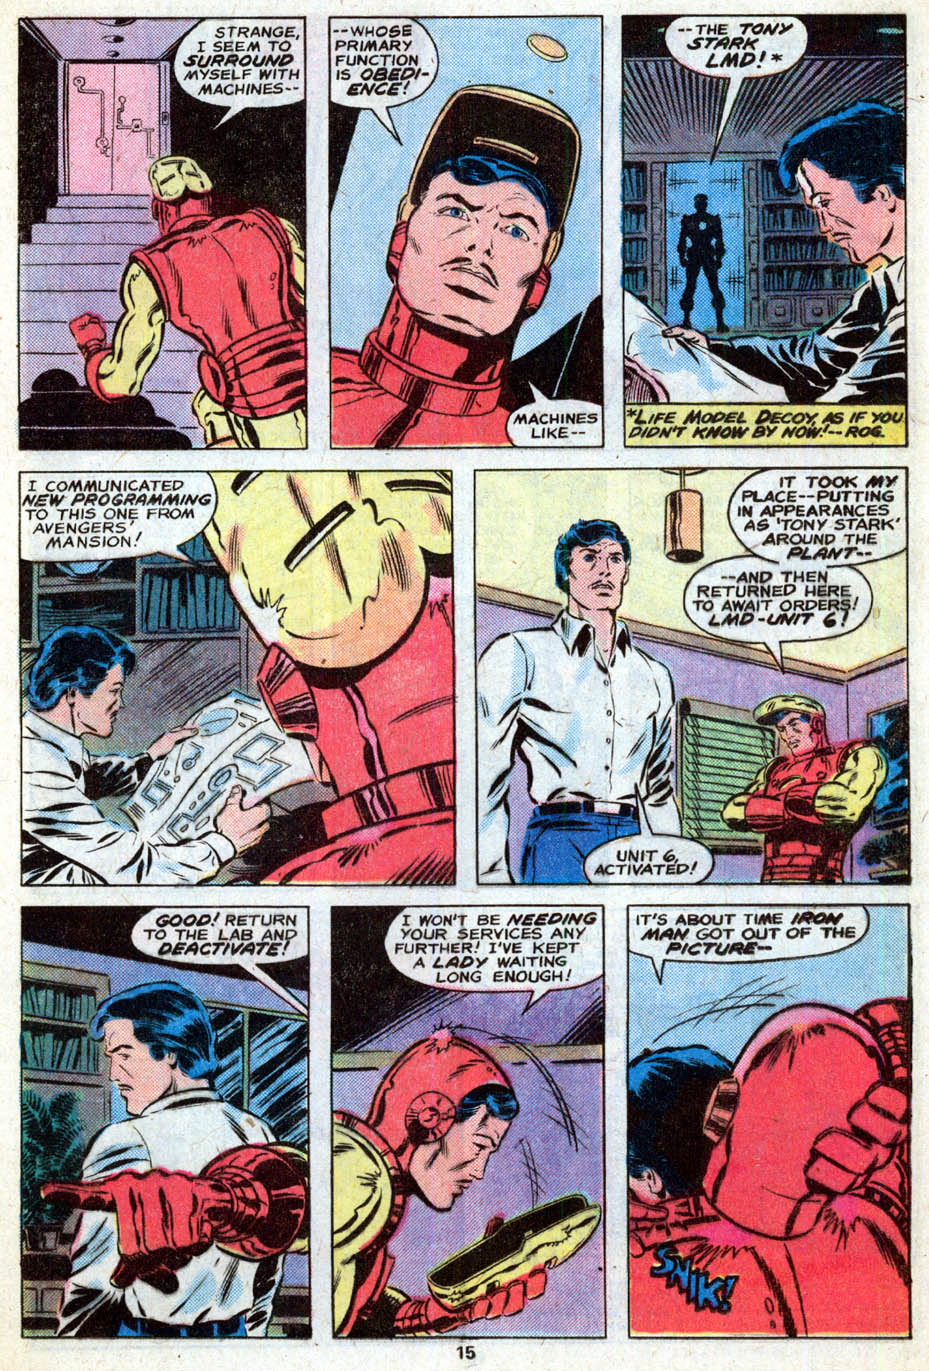 STRANGE,
I SEEM TO
SURROUND
MYSELF WITH
MACHINES--
--WHOSE
PRIMARY
FUNCTION
IS OBEDI-
ENCE!
MACHINES
LIKE--
--THE TONY
STARK
LMD!*
*LIFE MODEL DECOY, AS IF YOU
DIDN'T KNOW BY NOW!--ROG.
I COMMUNICATED
NEW PROGRAMMING
TO THIS ONE FROM
AVENGERS'
MANSION!
IT TOOK MY
PLACE--PUTTING
IN APPEARANCES
AS 'TONY STARK'
AROUND THE
PLANT--
--AND THEN
RETURNED HERE
TO AWAIT ORDERS!
LMD-UNIT 6!
UNIT 6,
ACTIVATED!
GOOD! RETURN
TO THE LAB AND
DEACTIVATE!
I WON'T BE NEEDING
YOUR SERVICES ANY
FURTHER! I'VE KEPT
A LADY WAITING
LONG ENOUGH!
IT'S ABOUT TIME IRON
MAN GOT OUT OF THE
PICTURE--
SNIK!
15